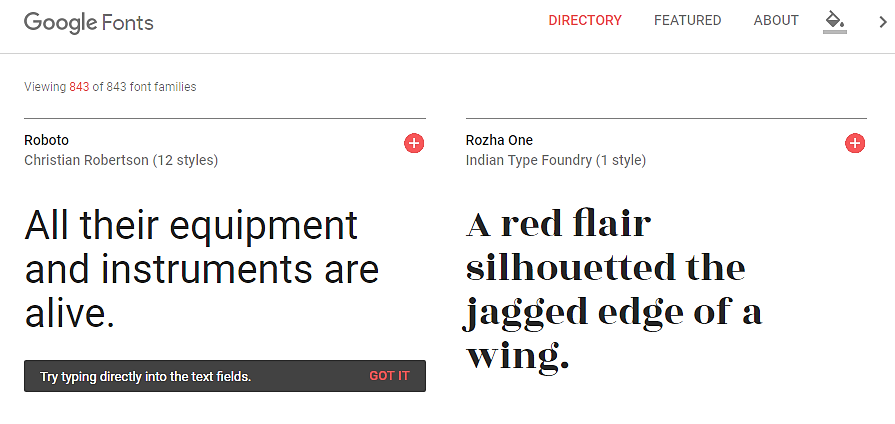 Google Fonts
DIRECTORY FEATURED ABOUT
Viewing 843 of 843 font families
Roboto
Christian Robertson (12 styles)
All their equipment
and instruments are
alive.
Try typing directly into the text fields. GOT IT
Rozha One
Indian Type Foundry (1 style)
A red flair
silhouetted the
jagged edge of a
wing.